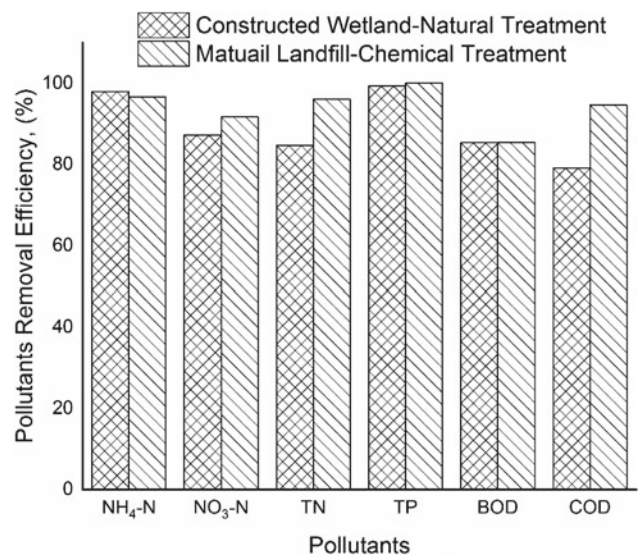 Constructed Wetland-Natural Treatment
Matuail Landfill-Chemical Treatment
Pollutants Removal Efficiency, (%)
100
80
60
40
20
0
NH₄-N NO₃-N TN TP BOD COD
Pollutants